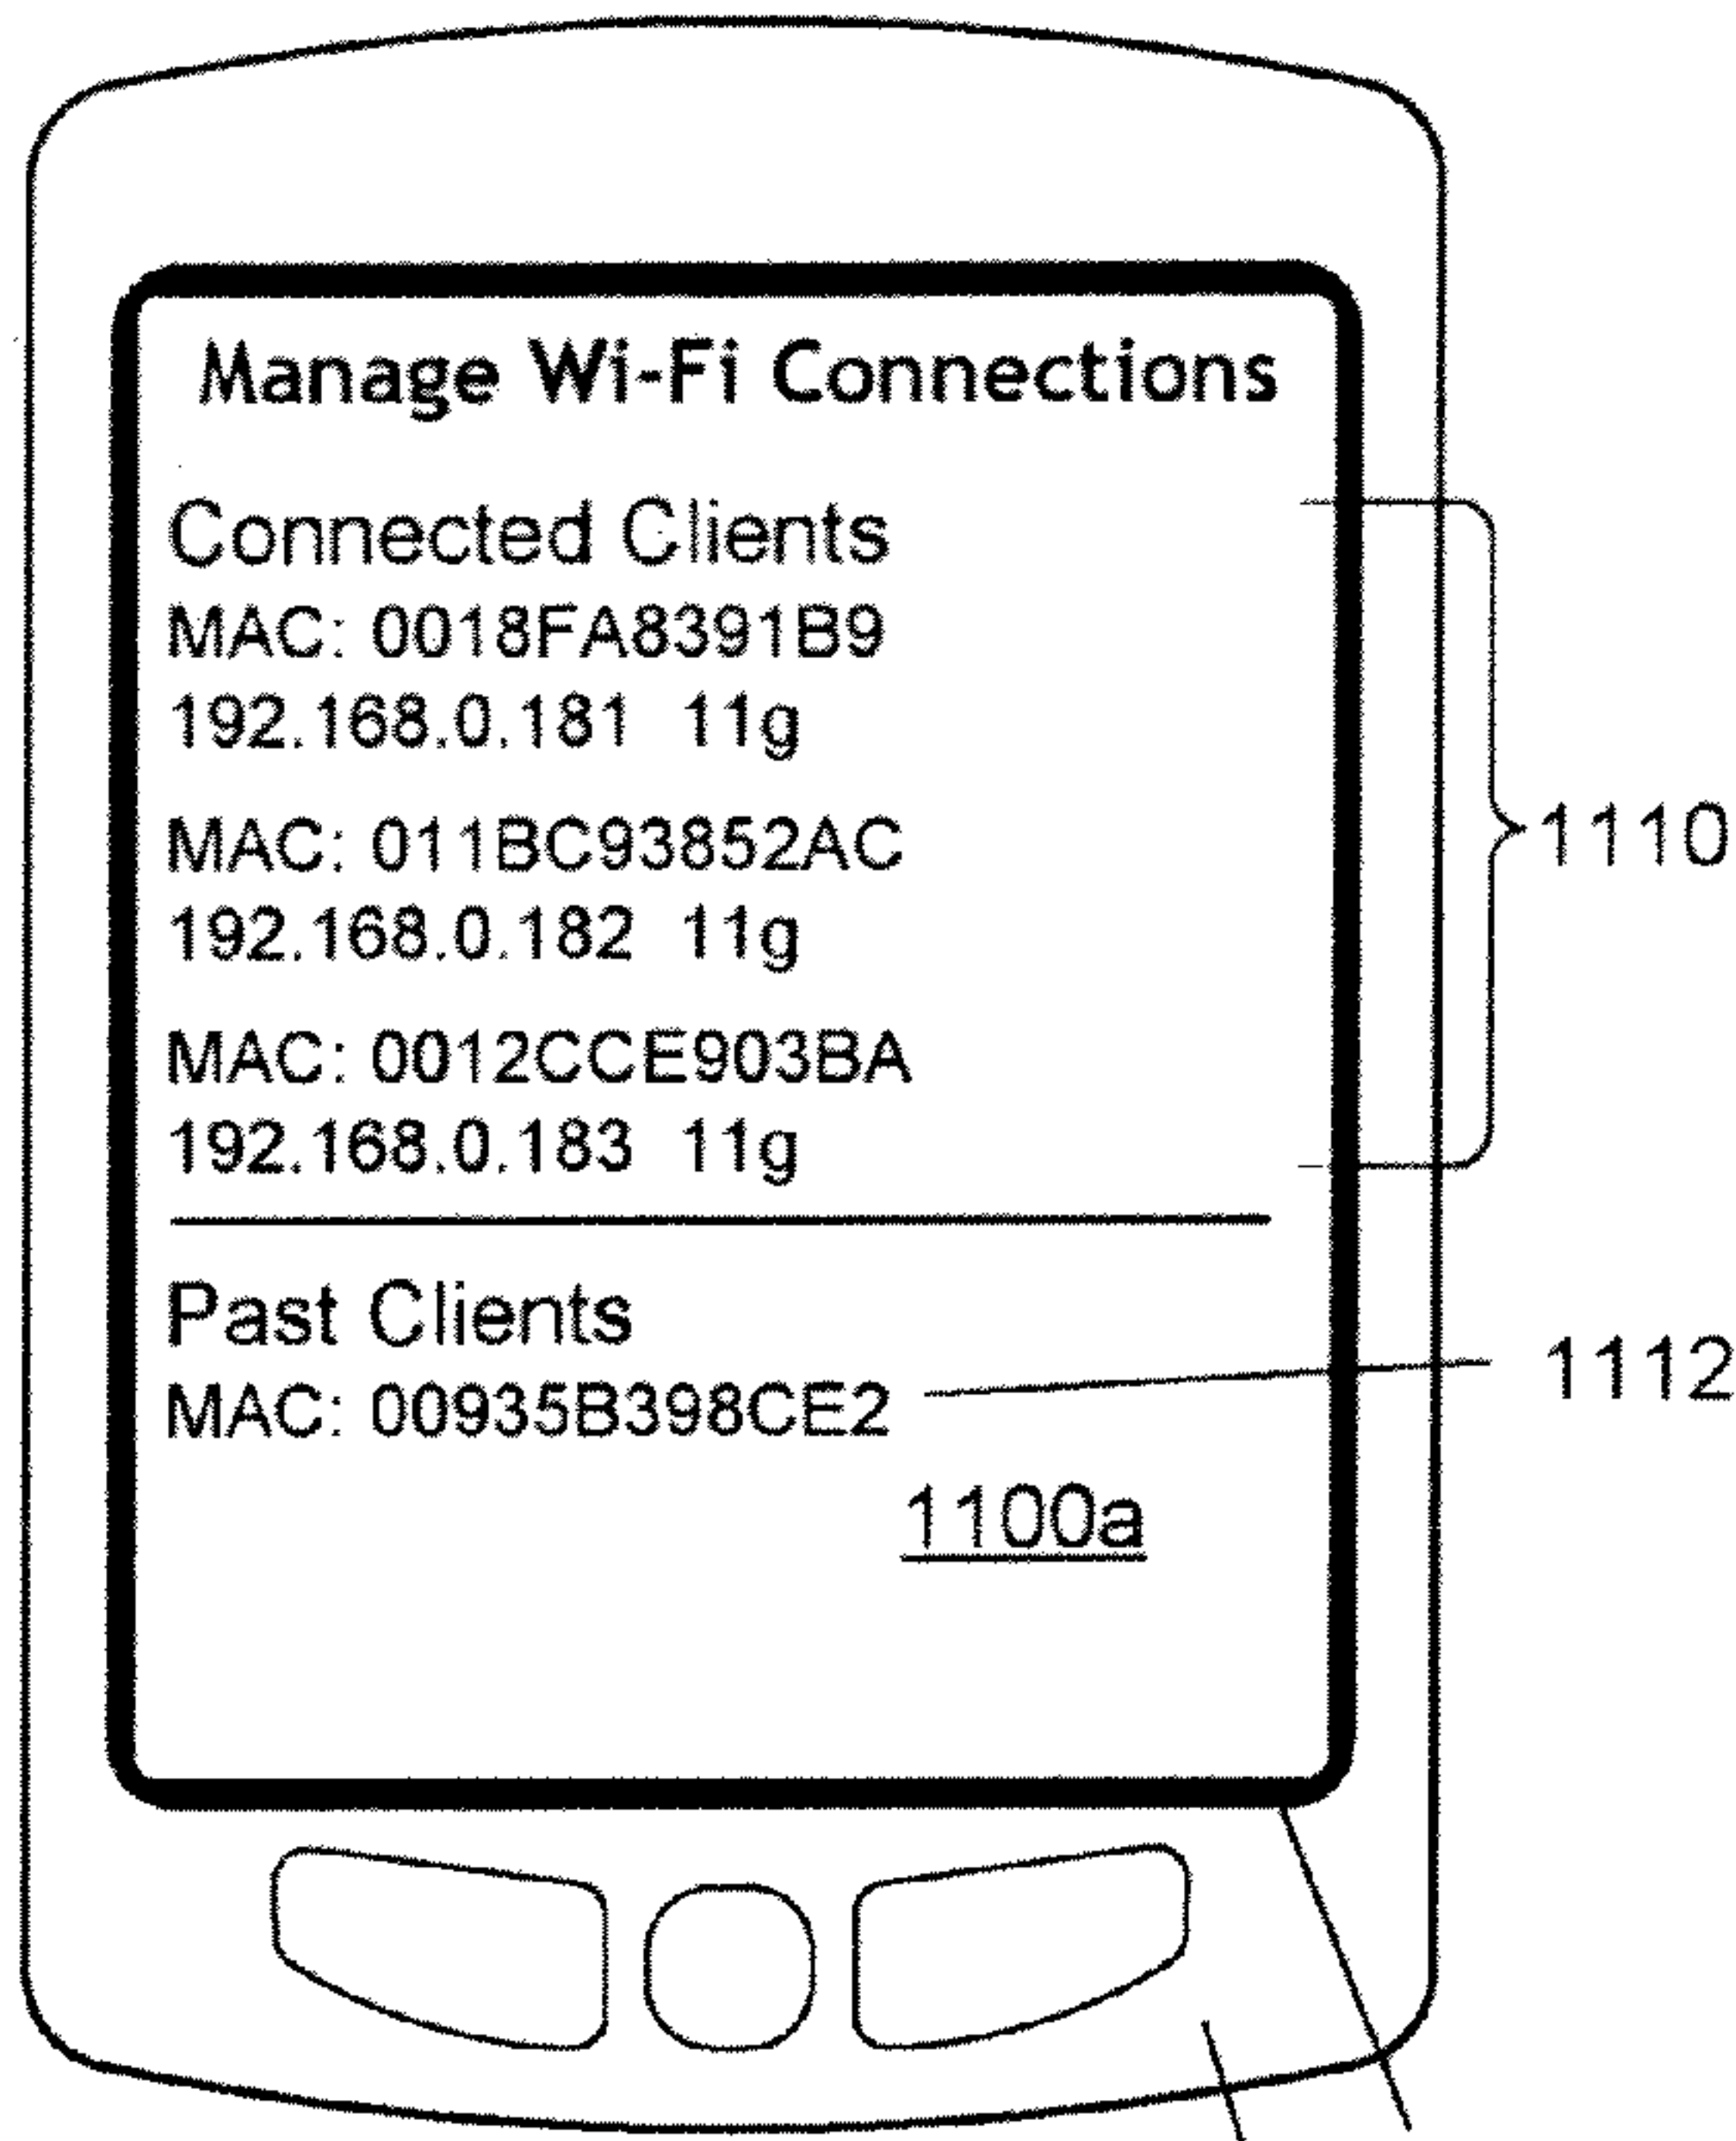 Manage Wi-Fi Connections
Connected Clients
MAC: 0018FA8391B9
192.168.0.181 11g
MAC: 011BC93852AC
192.168.0.182 11g
MAC: 0012CCE903BA
192.168.0.183 11g
1110
Past Clients
MAC: 00935B398CE2
1112
1100a